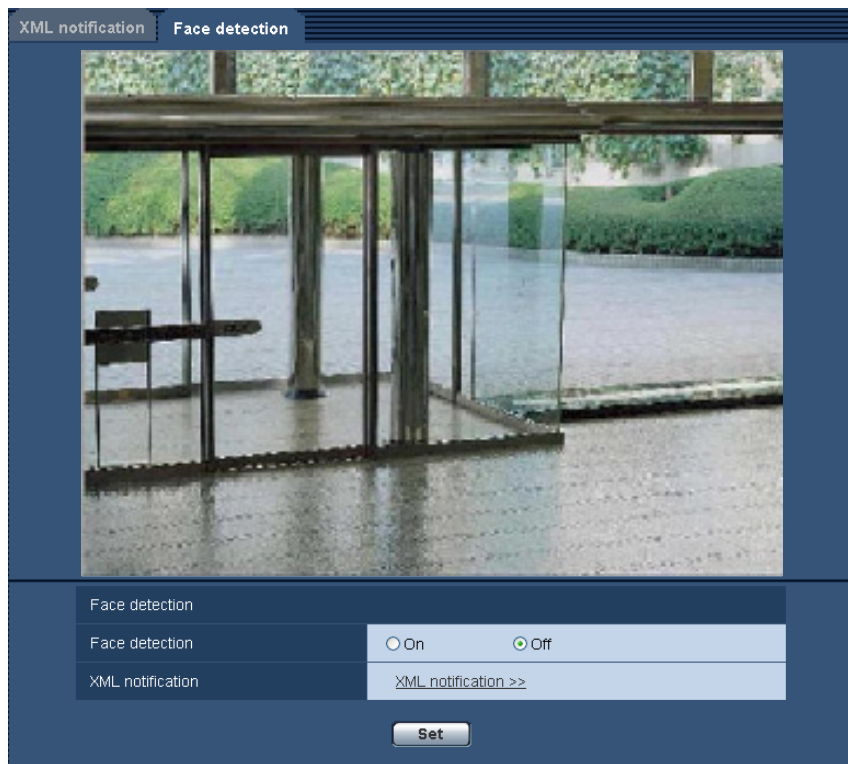 XML notification Face detection
Face detection
Face detection On Off
XML notification XML notification >>
Set